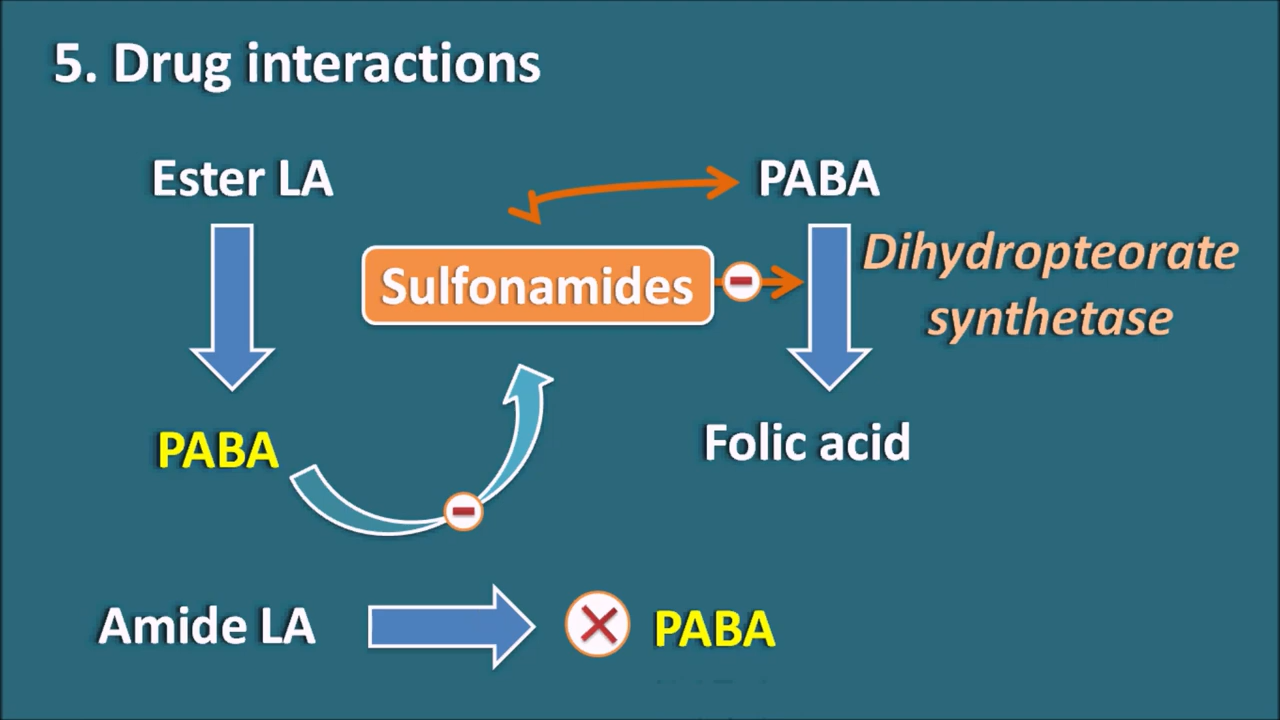 5. Drug interactions
Ester LA
PABA
Sulfonamides
Dihydropteorate
synthetase
PABA
Folic acid
Amide LA
PABA